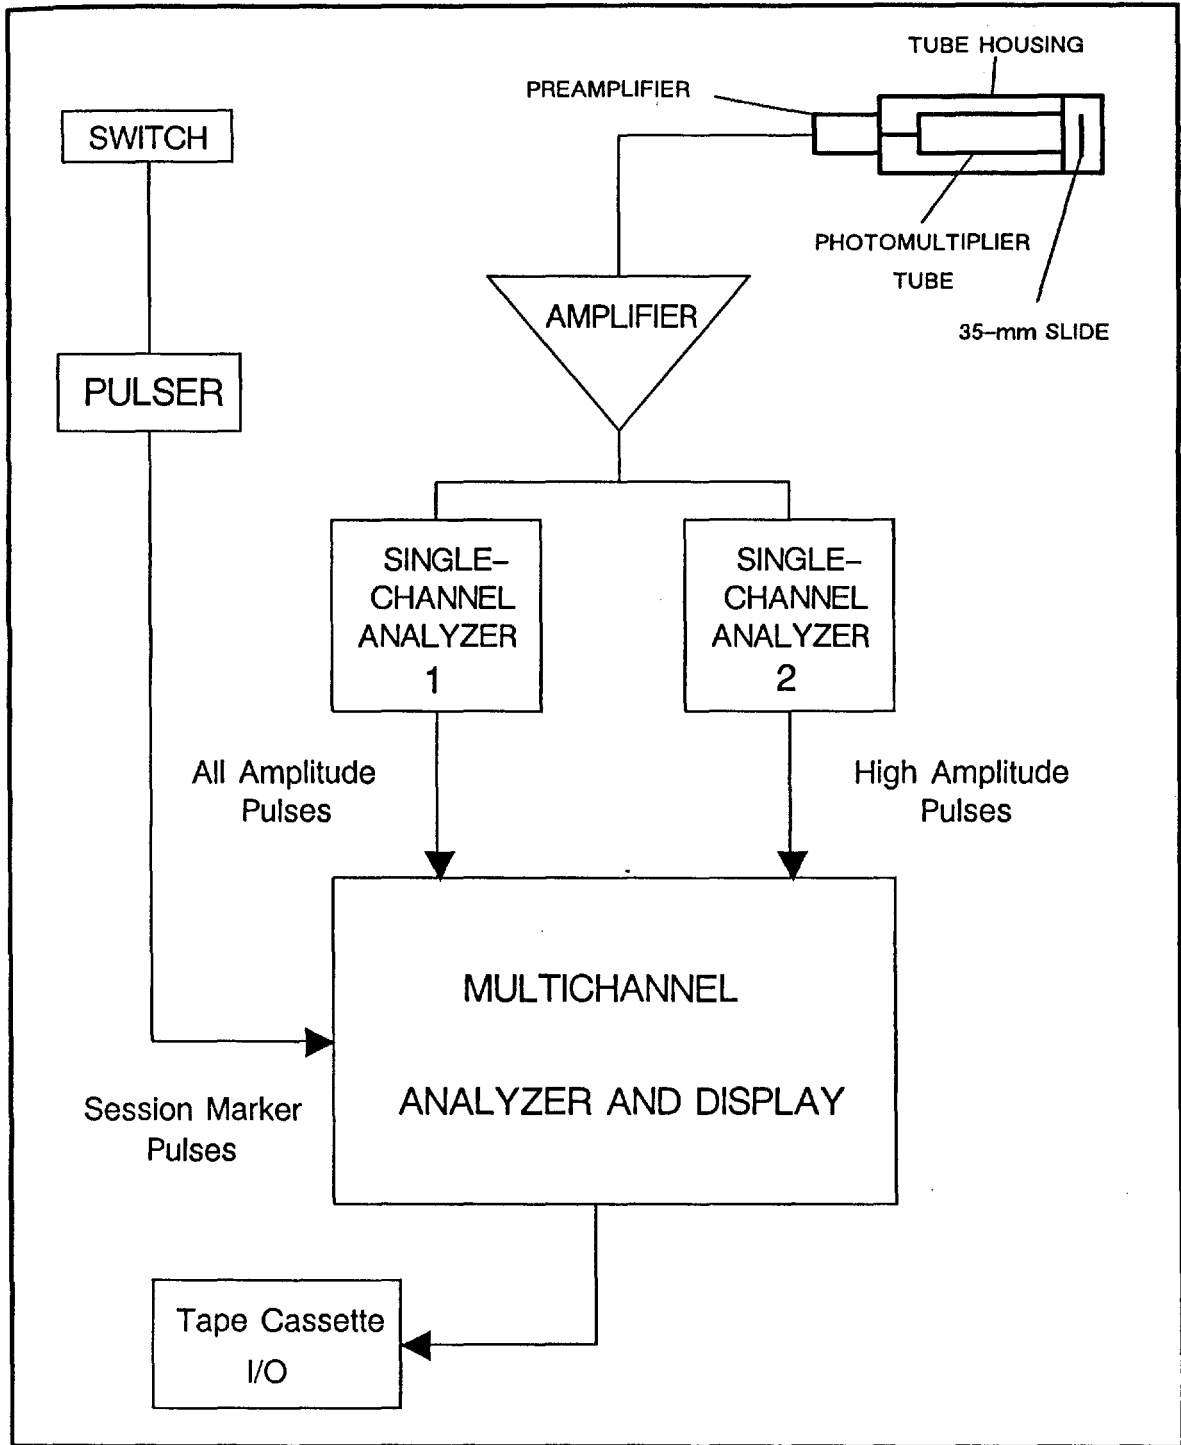 TUBE HOUSING
PREAMPLIFIER
SWITCH
PHOTOMULTIPLIER
TUBE
35-mm SLIDE
AMPLIFIER
PULSER
SINGLE-
CHANNEL
ANALYZER
1
SINGLE-
CHANNEL
ANALYZER
2
All Amplitude
Pulses
High Amplitude
Pulses
MULTICHANNEL
ANALYZER AND DISPLAY
Session Marker
Pulses
Tape Cassette
I/O